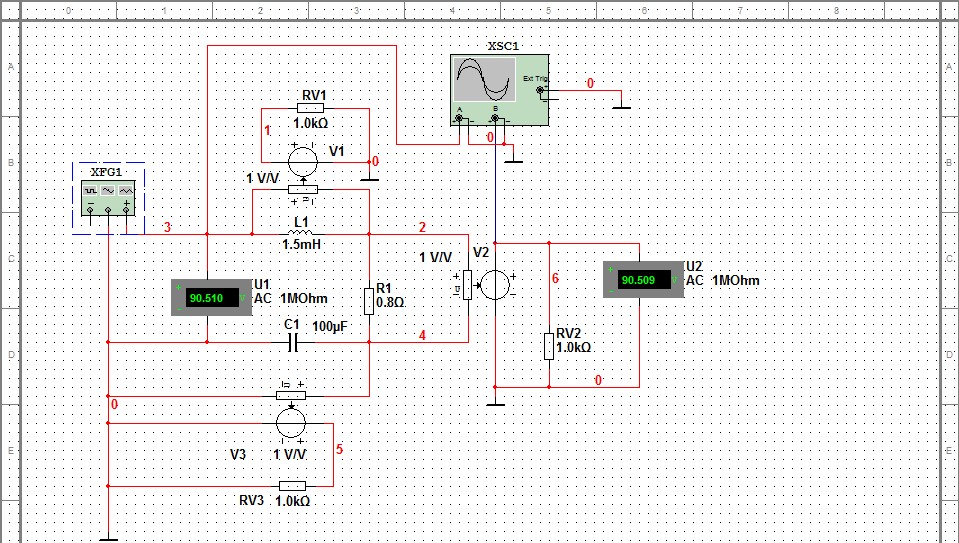 0 1 2 3 4 5 6 7 8
A A
XSC1
Ext Trig
A B
0
0
RV1
1.0kΩ
1
V1
0
B B
XFG1
1 V/V
3
L1
1.5mH
2
1 V/V
V2
C C
U1
90.510
AC 1MOhm
R1
0.8Ω
6
U2
90.509
AC 1MOhm
C1 100µF
4
RV2
1.0kΩ
D D
0
0
V3 1 V/V
5
E E
RV3 1.0kΩ